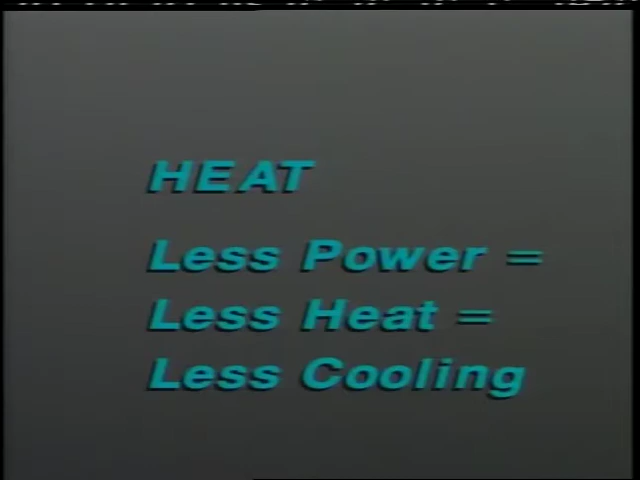 HEAT
Less Power =
Less Heat =
Less Cooling